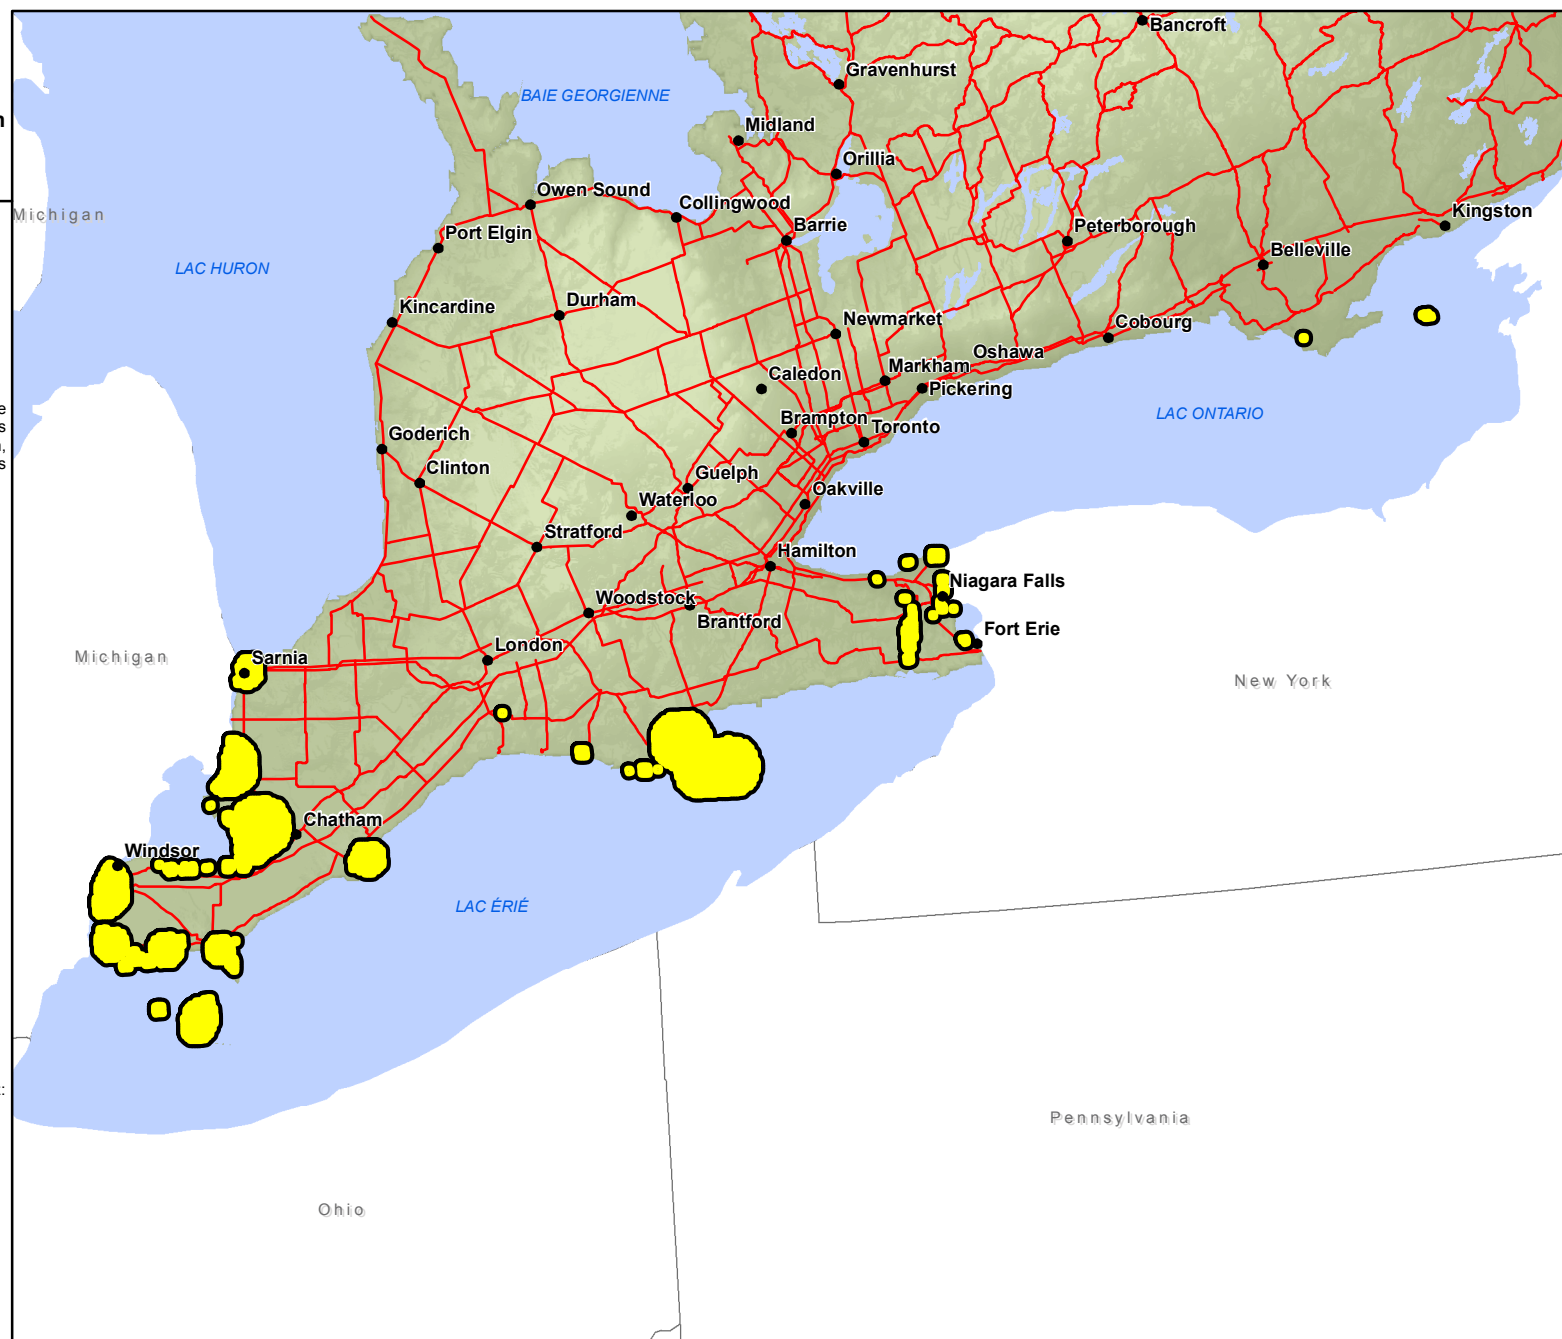 Bancroft
Gravenhurst
BAIE GEORGIENNE
Midland
Orillia
Owen Sound
Collingwood
Michigan
Kingston
Barrie
Peterborough
Port Elgin
Belleville
LAC HURON
Durham
Kincardine
Newmarket
Cobourg
Oshawa
Markham
Caledon
Pickering
LAC ONTARIO
Brampton
Toronto
Goderich
Clinton
Guelph
Oakville
Waterloo
Stratford
Hamilton
Niagara Falls
Woodstock
Brantford
Fort Erie
London
Michigan
Sarnia
New York
Chatham
Windsor
LAC ÉRIÉ
Pennsylvania
Ohio